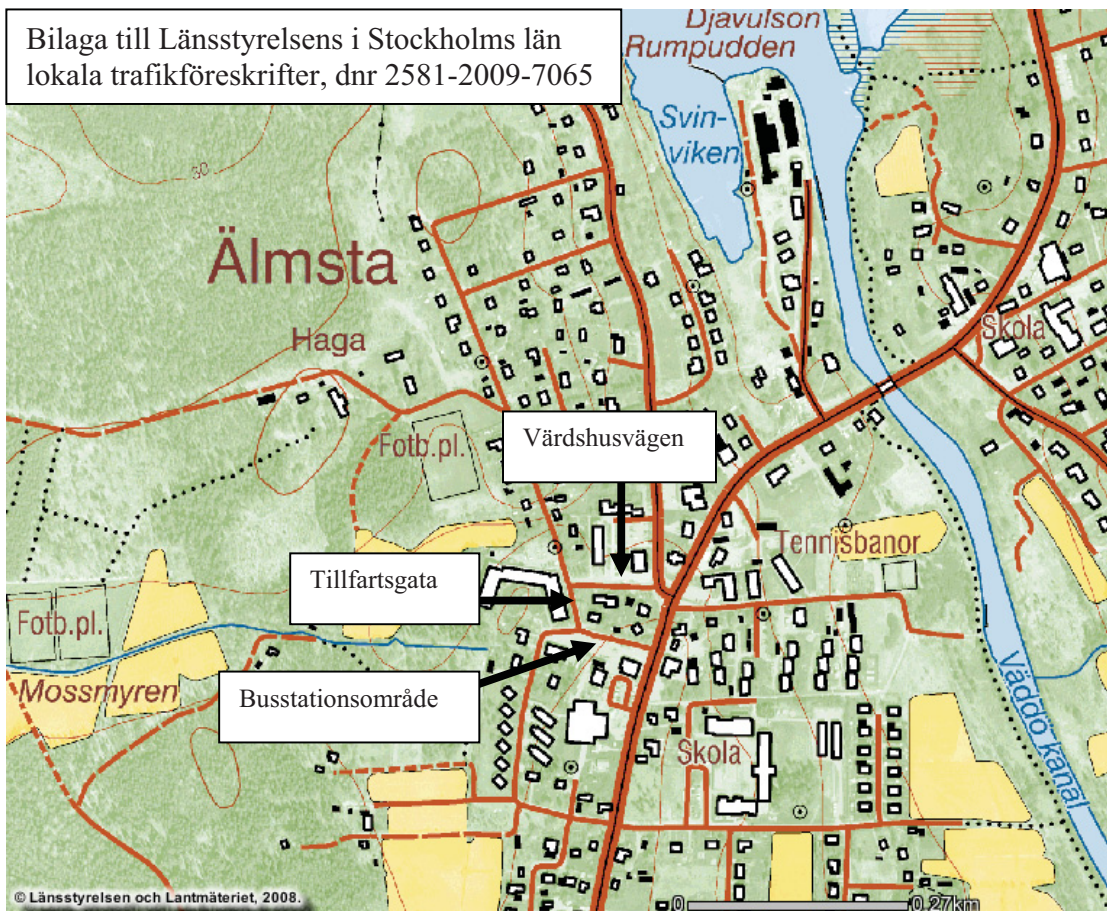 Bilaga till Länsstyrelsens i Stockholms län
lokala trafikföreskrifter, dnr 2581-2009-7065
Djävulson
Rumpudden
Svin-
viken
30
Älmsta
Haga
Skola
Fotb.pl.
Värdshusvägen
Tennisbanor
Tillfartsgata
Fotb.pl.
Mossmyren
Busstationsområde
Skola
Väddö kanal
© Länsstyrelsen och Lantmäteriet, 2008.
0 0.27km